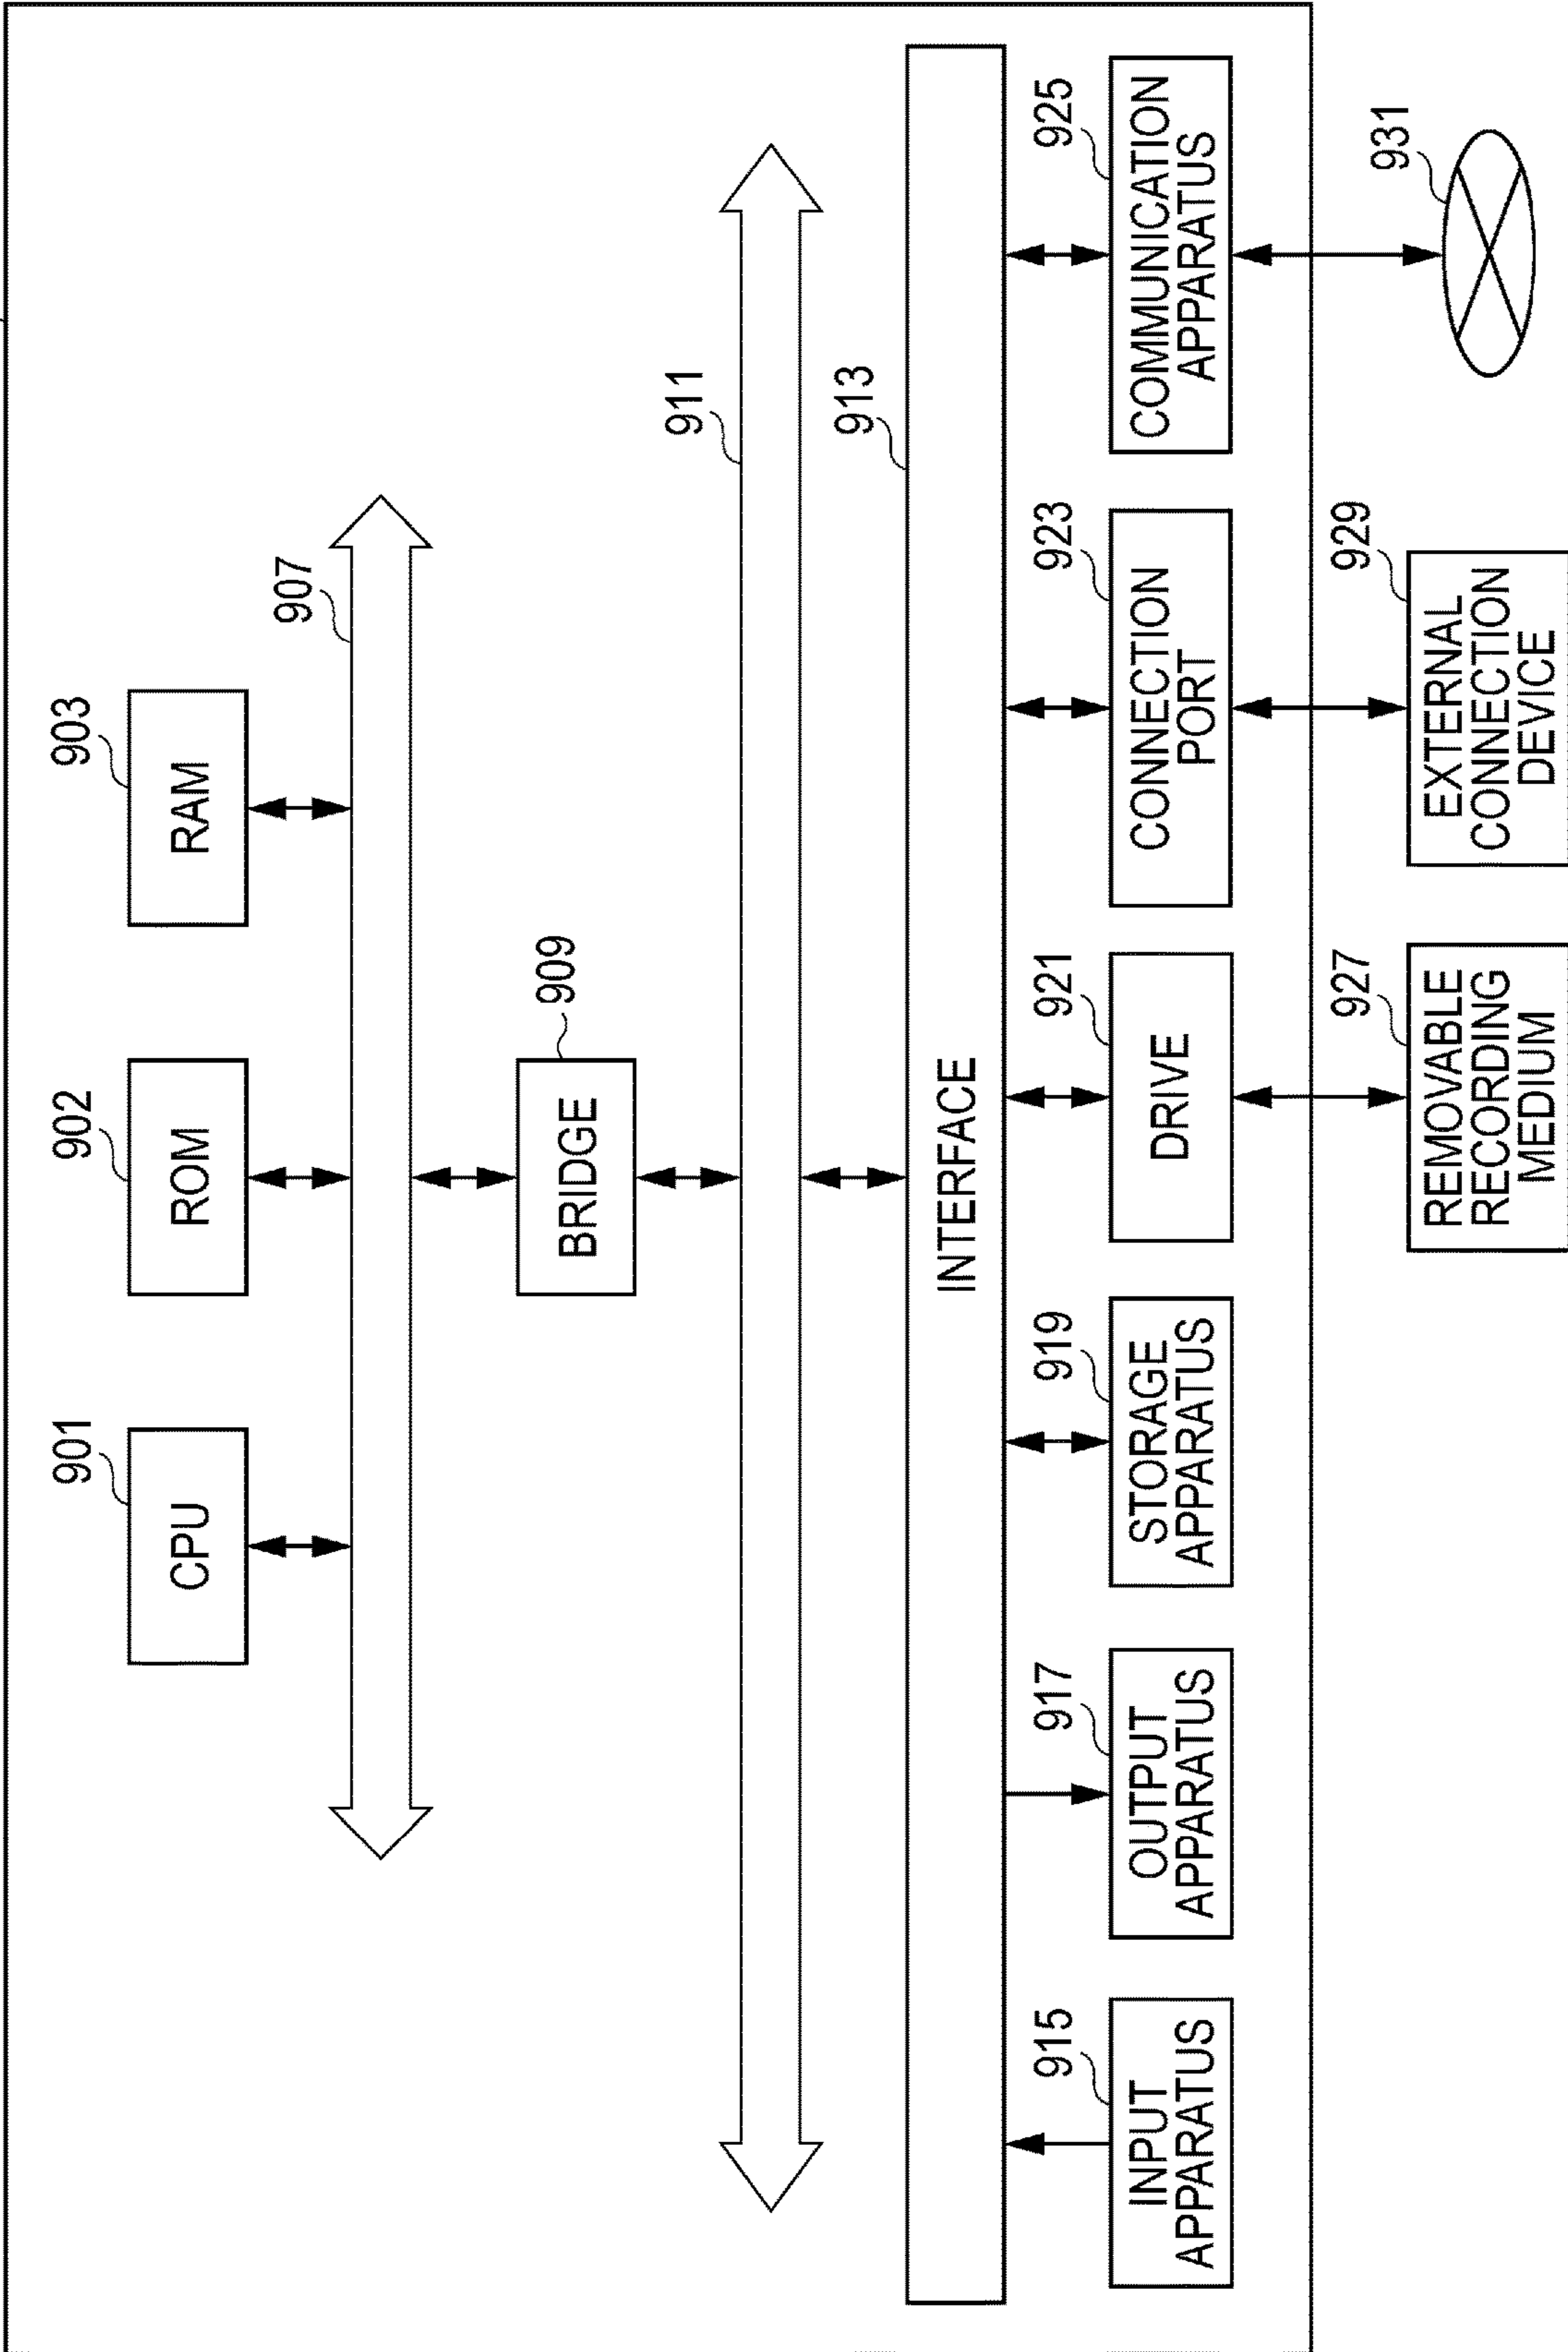 901
CPU
902
ROM
903
RAM
907
909
BRIDGE
911
913
INTERFACE
915
INPUT
APPARATUS
917
OUTPUT
APPARATUS
919
STORAGE
APPARATUS
921
DRIVE
923
CONNECTION
PORT
925
COMMUNICATION
APPARATUS
927
REMOVABLE
RECORDING
MEDIUM
929
EXTERNAL
CONNECTION
DEVICE
931